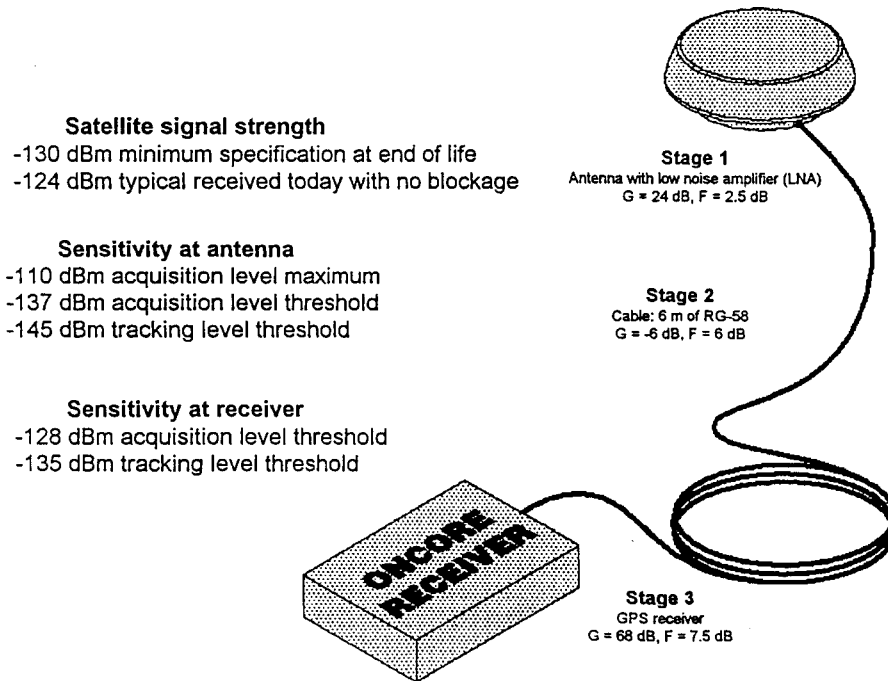 Satellite signal strength
-130 dBm minimum specification at end of life
-124 dBm typical received today with no blockage
Sensitivity at antenna
-110 dBm acquisition level maximum
-137 dBm acquisition level threshold
-145 dBm tracking level threshold
Sensitivity at receiver
-128 dBm acquisition level threshold
-135 dBm tracking level threshold
Stage 1
Antenna with low noise amplifier (LNA)
G = 24 dB, F = 2.5 dB
Stage 2
Cable: 6 m of RG-58
G = -6 dB, F = 6 dB
ONCORE
RECEIVER
Stage 3
GPS receiver
G = 68 dB, F = 7.5 dB